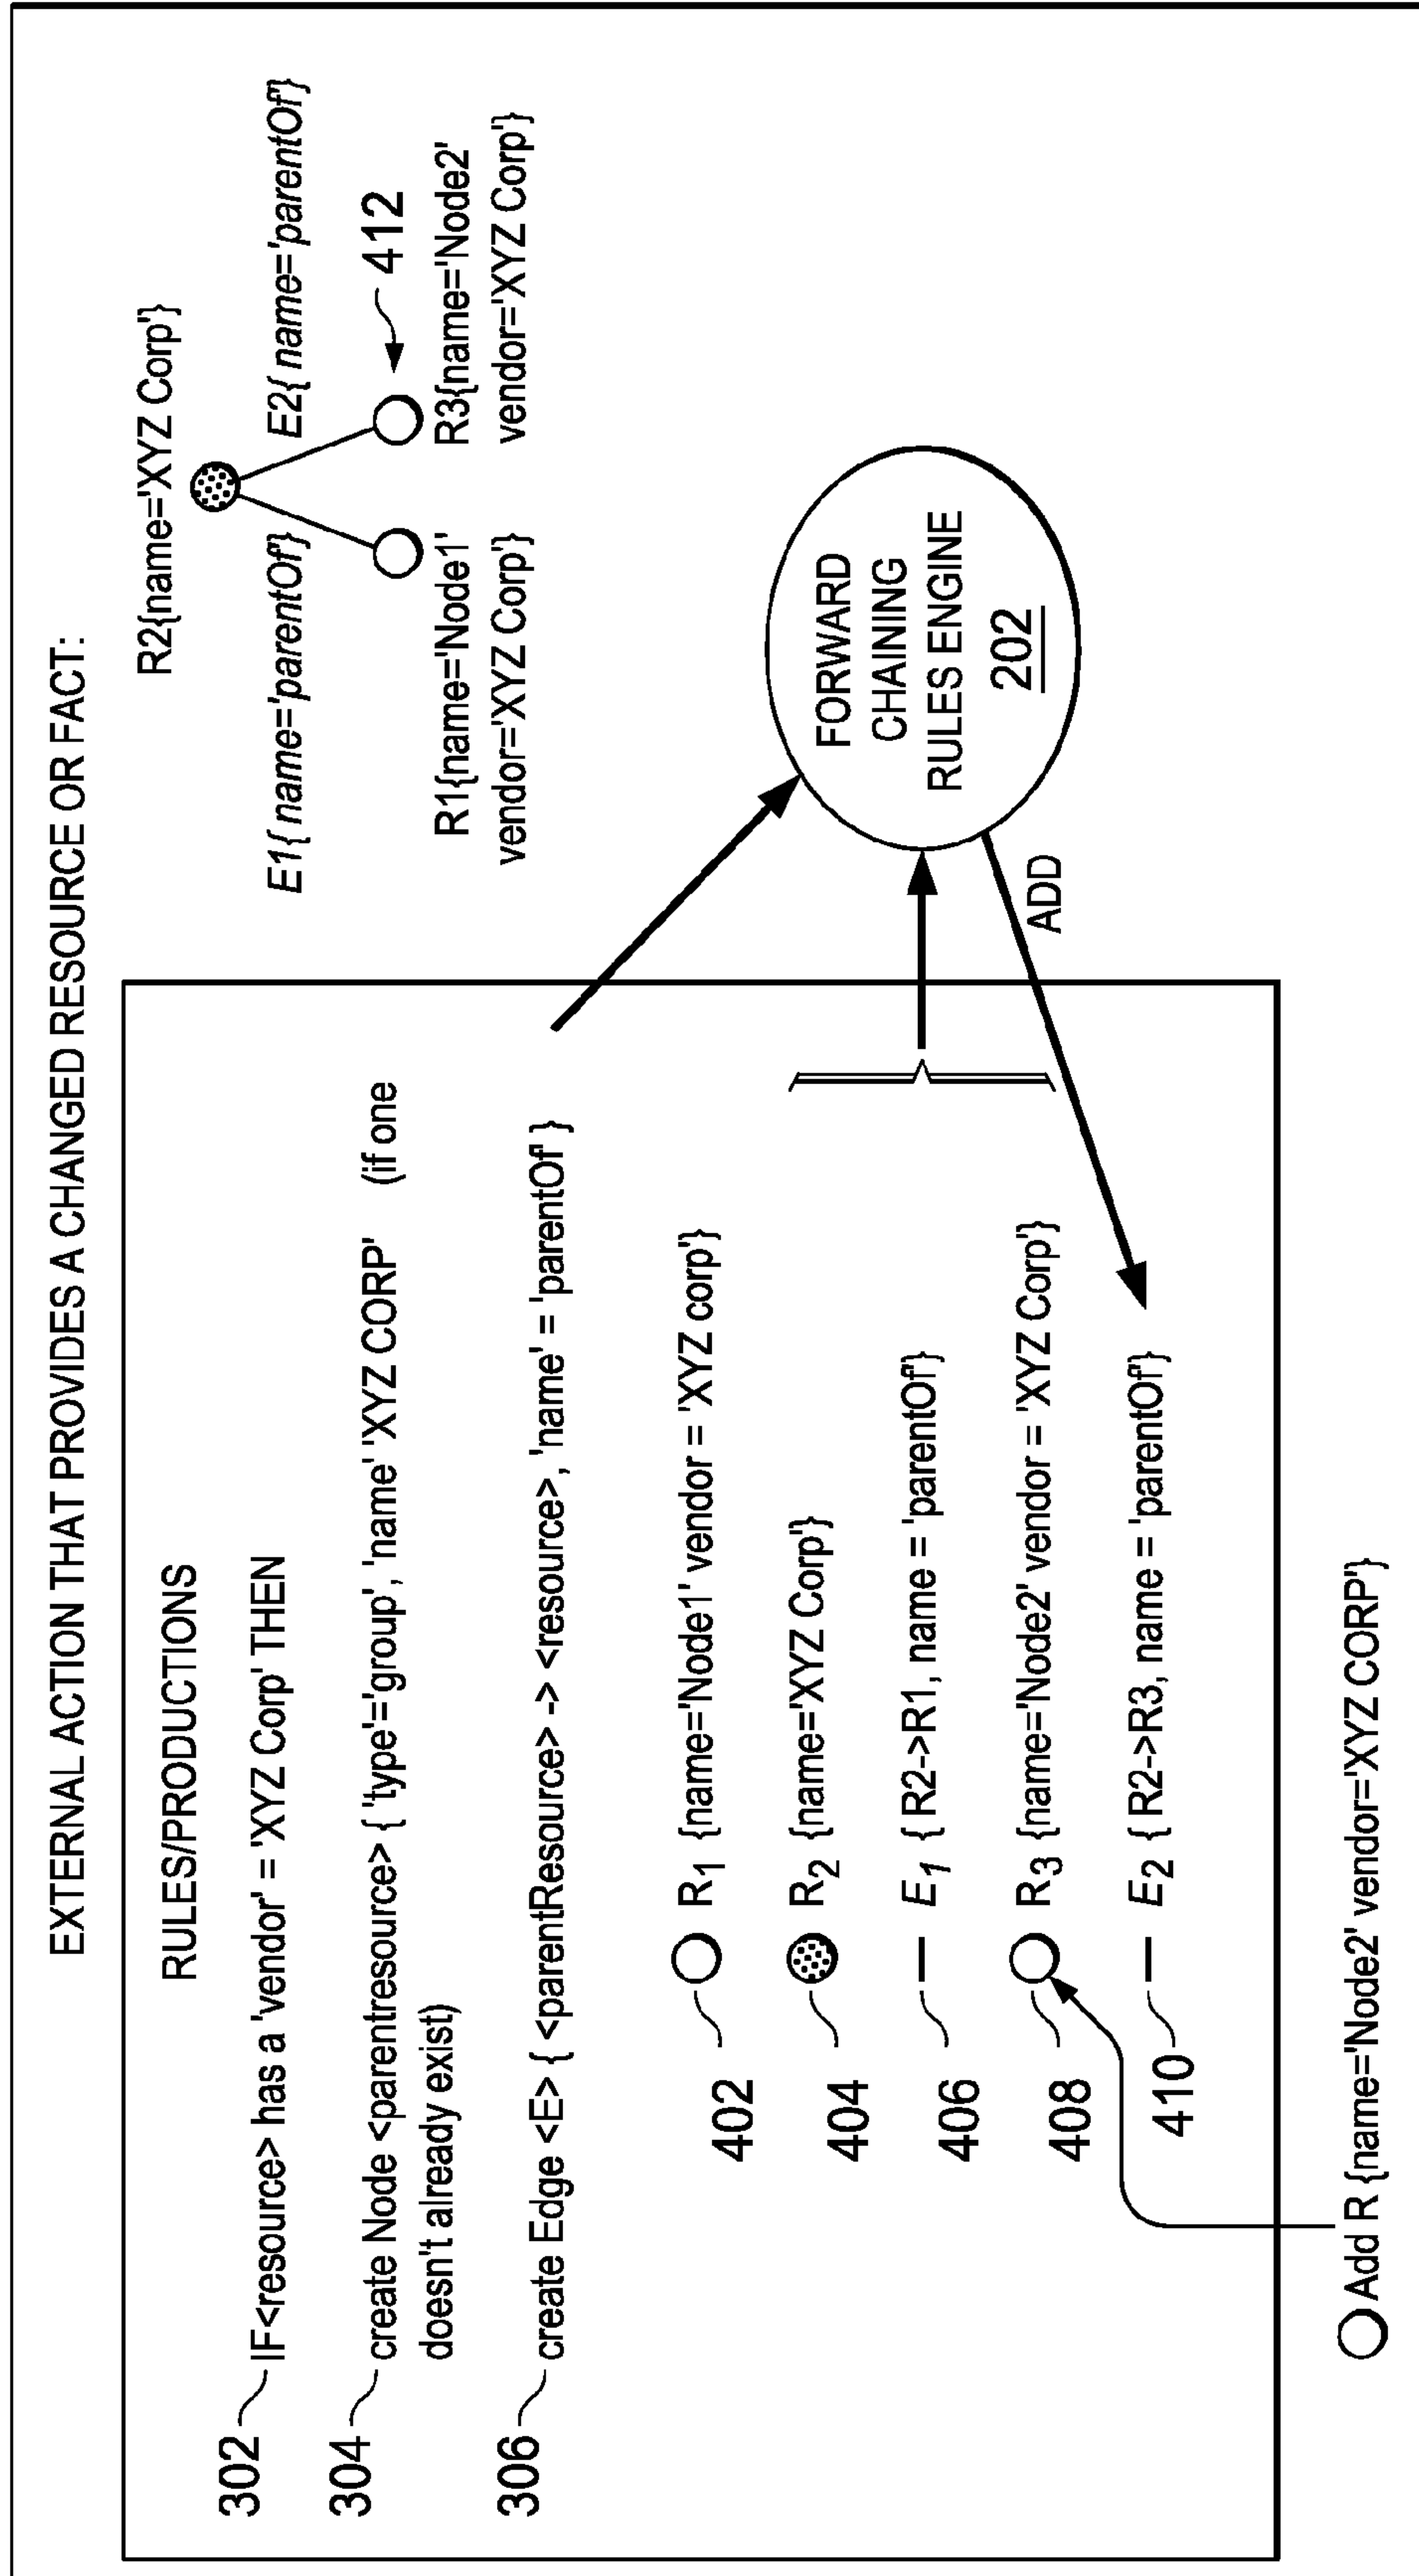 EXTERNAL ACTION THAT PROVIDES A CHANGED RESOURCE OR FACT:
RULES/PRODUCTIONS
302 IF<resource> has a 'vendor' = 'XYZ Corp' THEN
304 create Node <parentresource> { 'type'='group', 'name' 'XYZ CORP' (if one
doesn't already exist)
306 create Edge <E> { <parentResource> -> <resource>, 'name' = 'parentOf' }
402 R1 {name='Node1' vendor = 'XYZ corp'}
404 R2 {name='XYZ Corp'}
406 E1 { R2->R1, name = 'parentOf'}
408 R3 {name='Node2' vendor = 'XYZ Corp'}
410 E2 { R2->R3, name = 'parentOf'}
Add R {name='Node2' vendor='XYZ CORP'}
R2{name='XYZ Corp'}
E1{ name='parentOf'}
E2{ name='parentOf'}
412
R1{name='Node1'
vendor='XYZ Corp'}
R3{name='Node2'
vendor='XYZ Corp'}
FORWARD
CHAINING
RULES ENGINE
202
ADD